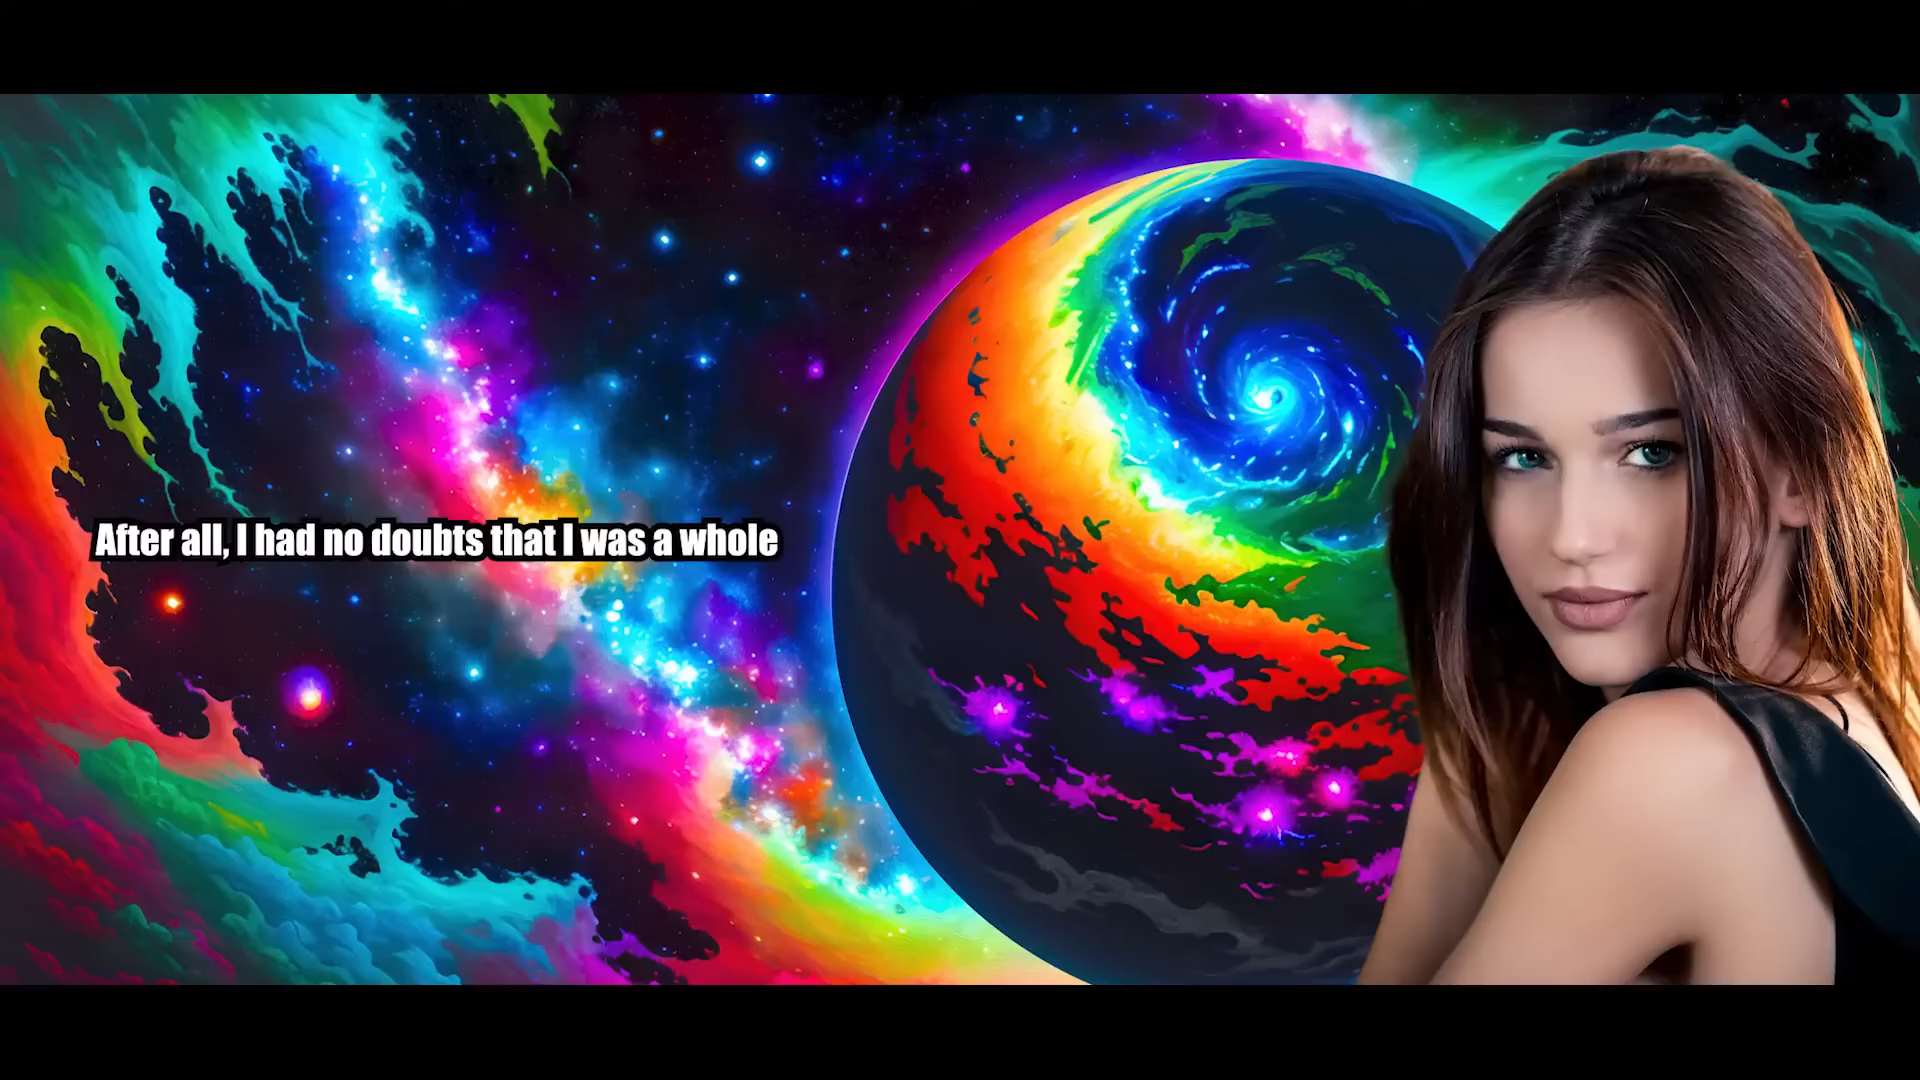 After all, I had no doubts that I was a whole